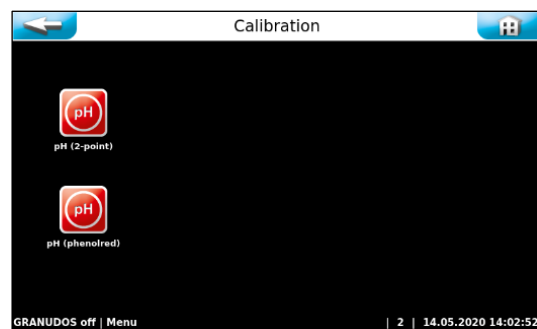 Calibration
pH
pH (2-point)
pH
pH (phenolred)
GRANUDOS off | Menu | 2 | 14.05.2020 14:02:52